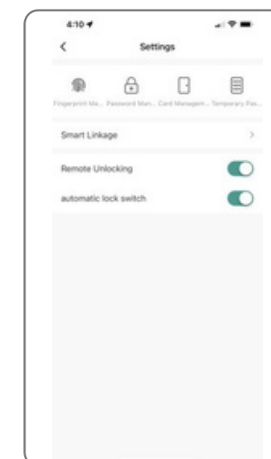 4:10
Settings
Fingerprint Ma... Password Man... Card Managem... Temporary Pas...
Smart Linkage
Remote Unlocking
automatic lock switch